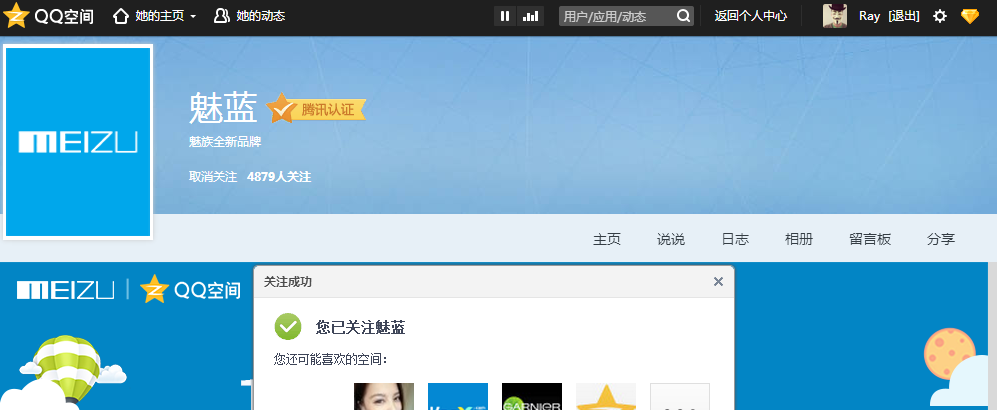 QQ空间 她的主页 她的动态 用户/应用/动态 返回个人中心 Ray [退出]
MEIZU
魅蓝 腾讯认证
魅族全新品牌
取消关注 4879人关注
主页 说说 日志 相册 留言板 分享
MEIZU QQ空间
关注成功
您已关注魅蓝
您还可能喜欢的空间：
GARNIER